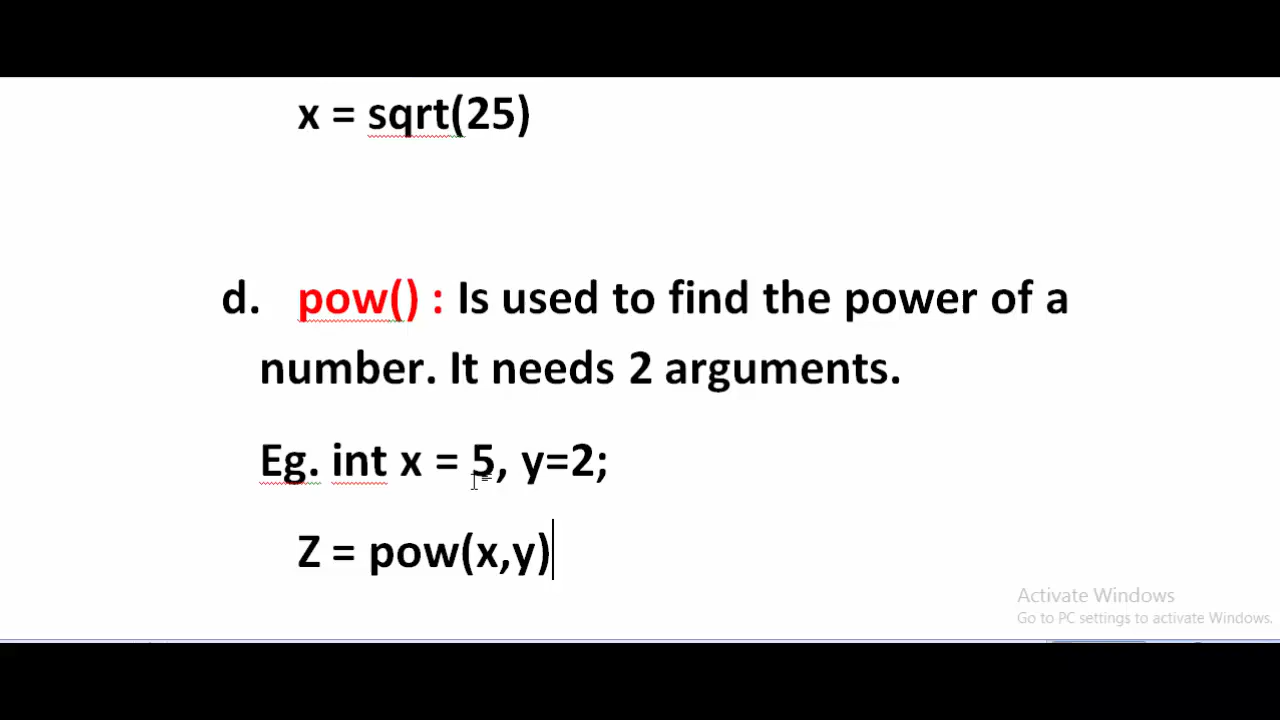 x = sqrt(25)
d. pow() : Is used to find the power of a
number. It needs 2 arguments.
Eg. int x = 5, y=2;
Z = pow(x,y)
Activate Windows
Go to PC settings to activate Windows.